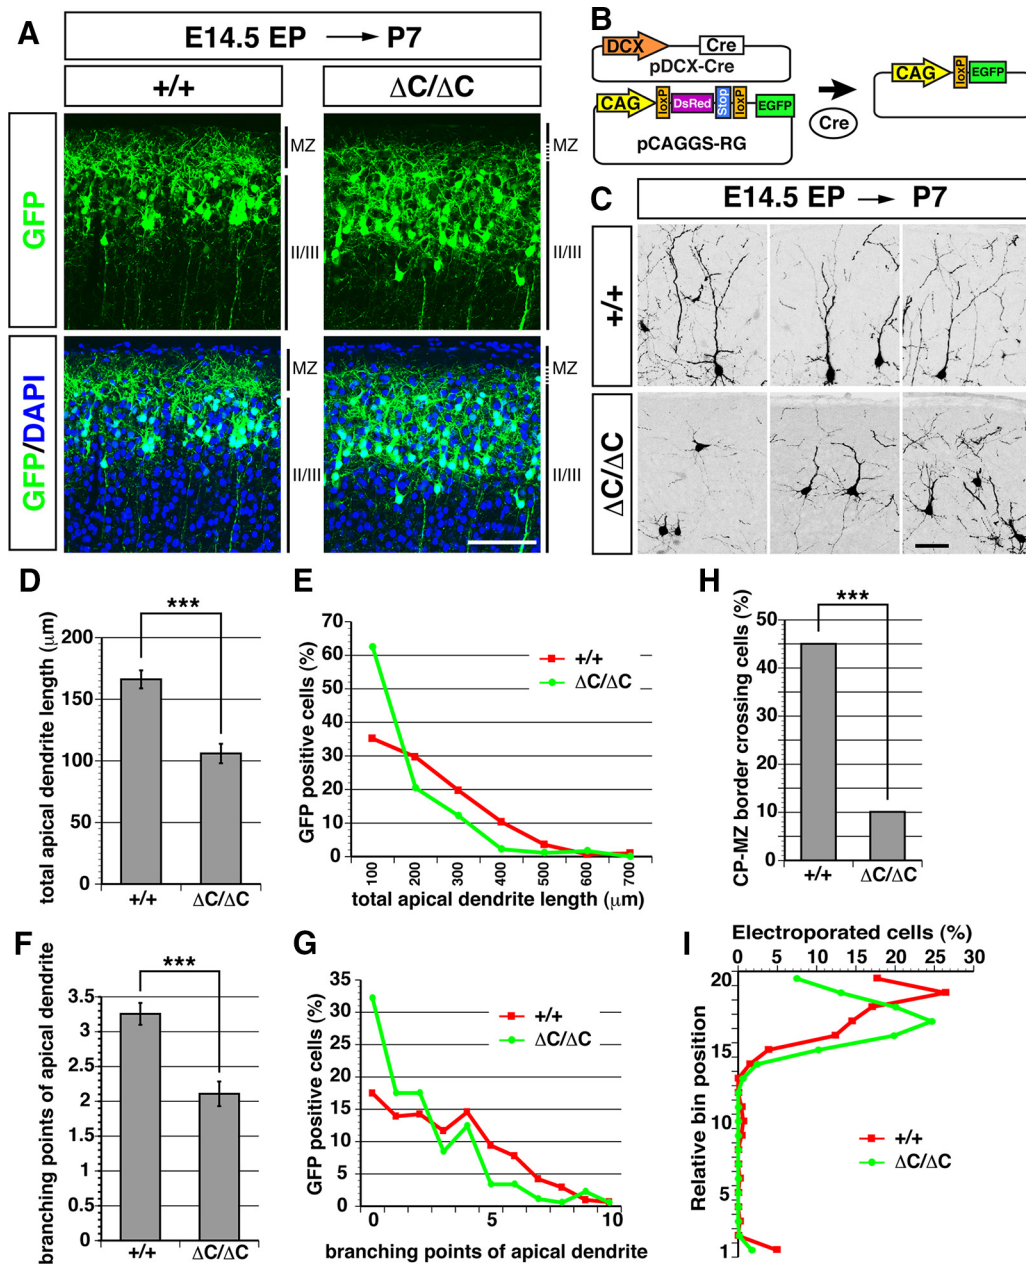 A
E14.5 EP → P7
+/+
ΔC/ΔC
GFP
MZ
II/III
MZ
II/III
GFP/DAPI
MZ
II/III
MZ
II/III
B
DCX
Cre
pDCX-Cre
CAG
loxP
DsRed
Stop
loxP
EGFP
pCAGGS-RG
Cre
CAG
loxP
EGFP
C
E14.5 EP → P7
+/+
ΔC/ΔC
D
total apical dendrite length (μm)
200
150
100
50
0
***
+/+
ΔC/ΔC
E
GFP positive cells (%)
70
60
50
40
30
20
10
0
+/+
ΔC/ΔC
100
200
300
400
500
600
700
total apical dendrite length (μm)
H
CP-MZ border crossing cells (%)
50
40
30
20
10
0
***
+/+
ΔC/ΔC
F
branching points of apical dendrite
3.5
3
2.5
2
1.5
1
0.5
0
***
+/+
ΔC/ΔC
G
GFP positive cells (%)
35
30
25
20
15
10
5
0
+/+
ΔC/ΔC
0
5
10
branching points of apical dendrite
I
Electroporated cells (%)
0 5 10 15 20 25 30
Relative bin position
20
15
10
5
1
+/+
ΔC/ΔC